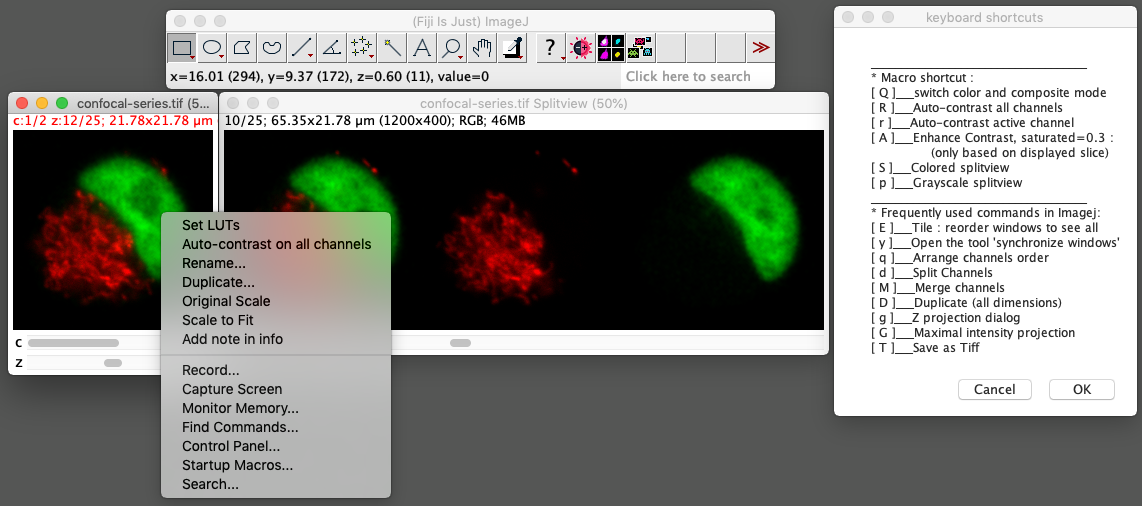 (Fiji Is Just) ImageJ
x=16.01 (294), y=9.37 (172), z=0.60 (11), value=0
Click here to search
confocal-series.tif (5...
c:1/2 z:12/25; 21.78x21.78 µm (
C
Z
confocal-series.tif Splitview (50%)
10/25; 65.35x21.78 µm (1200x400); RGB; 46MB
Set LUTs
Auto-contrast on all channels
Rename...
Duplicate...
Original Scale
Scale to Fit
Add note in info
Record...
Capture Screen
Monitor Memory...
Find Commands...
Control Panel...
Startup Macros...
Search...
keyboard shortcuts
* Macro shortcut :
[ Q ]___switch color and composite mode
[ R ]___Auto-contrast all channels
[ r ]___Auto-contrast active channel
[ A ]___Enhance Contrast, saturated=0.3 :
(only based on displayed slice)
[ S ]___Colored splitview
[ p ]___Grayscale splitview
* Frequently used commands in Imagej:
[ E ]___Tile : reorder windows to see all
[ y ]___Open the tool 'synchronize windows'
[ q ]___Arrange channels order
[ d ]___Split Channels
[ M ]___Merge channels
[ D ]___Duplicate (all dimensions)
[ g ]___Z projection dialog
[ G ]___Maximal intensity projection
[ T ]___Save as Tiff
Cancel
OK